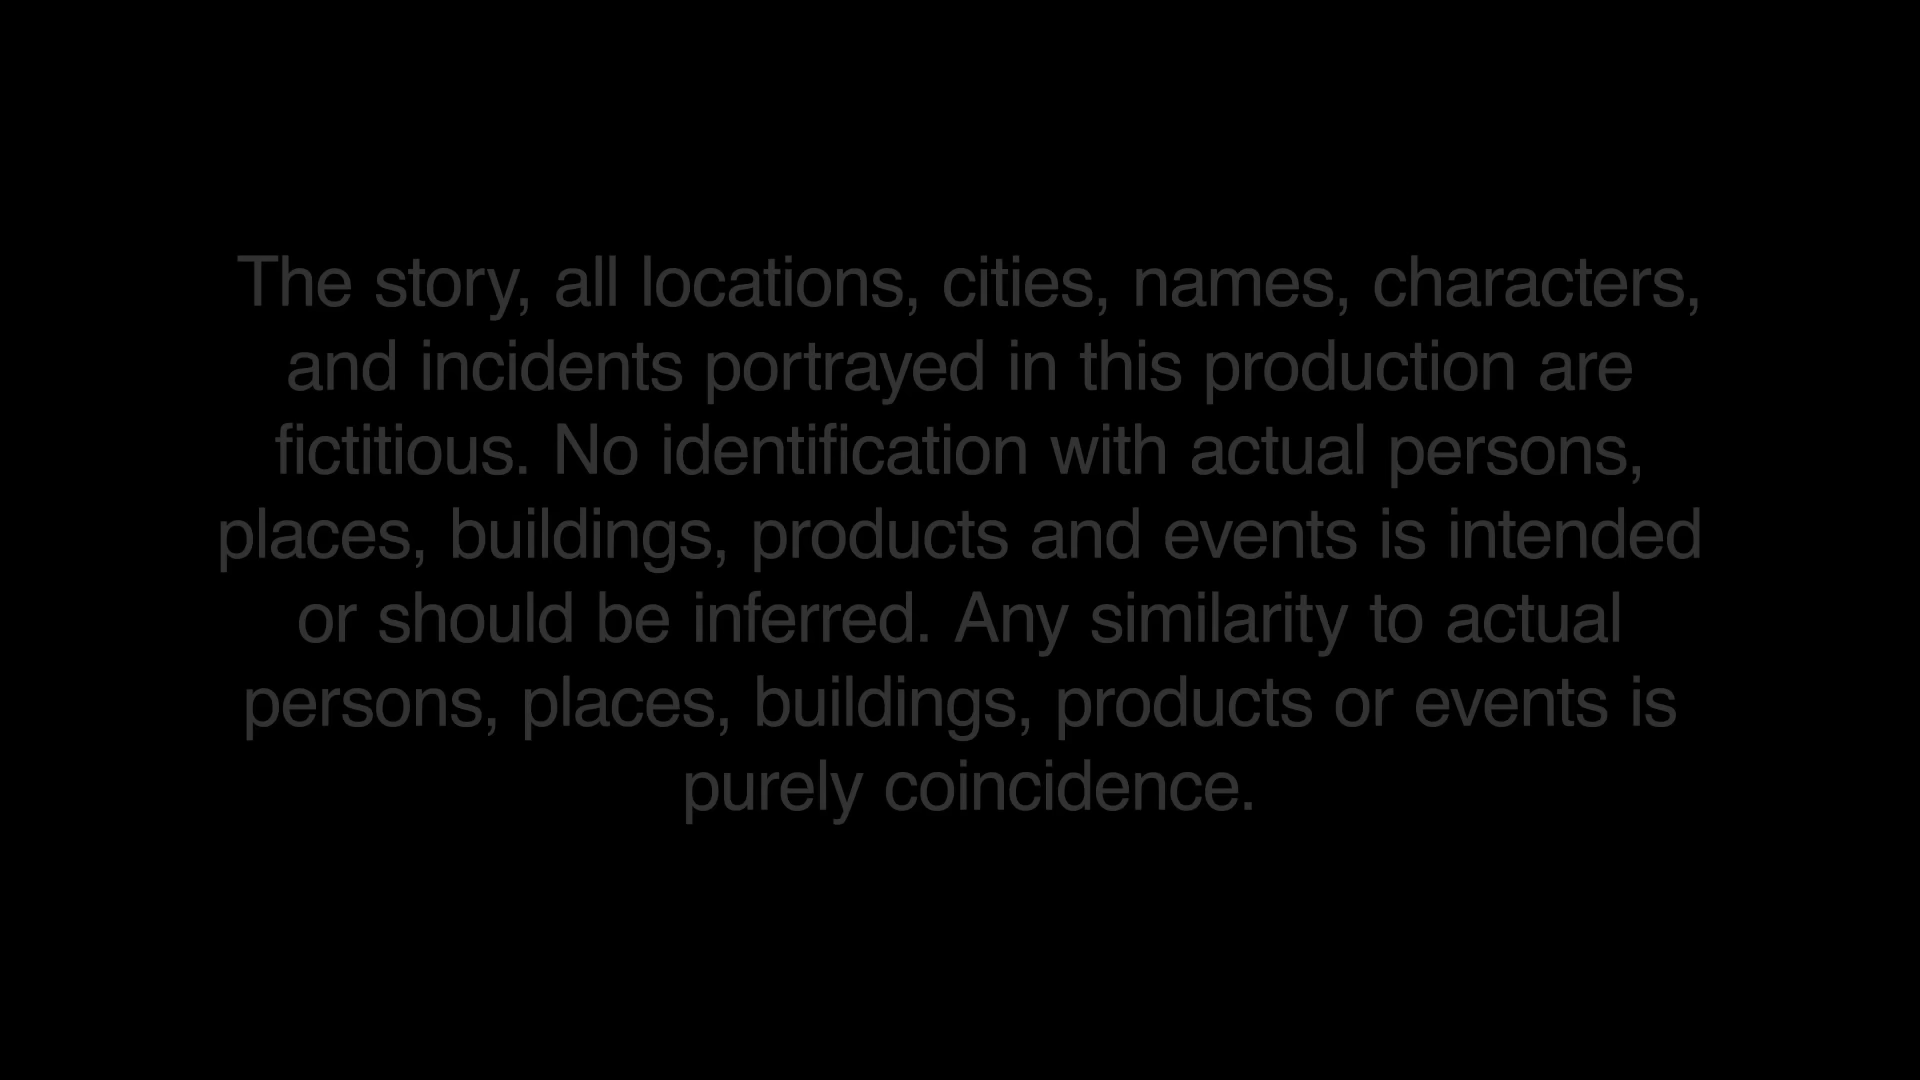 The story, all locations, cities, names, characters,
and incidents portrayed in this production are
fictitious. No identification with actual persons,
places, buildings, products and events is intended
or should be inferred. Any similarity to actual
persons, places, buildings, products or events is
purely coincidence.